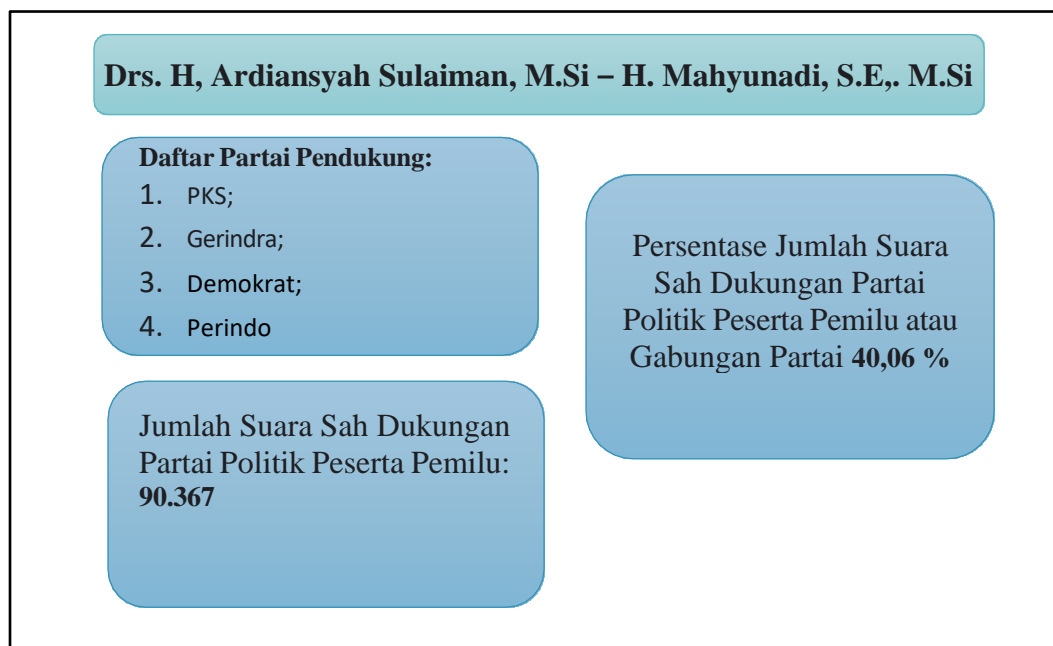 Drs. H, Ardiansyah Sulaiman, M.Si – H. Mahyunadi, S.E,. M.Si
Daftar Partai Pendukung:
1. PKS;
2. Gerindra;
3. Demokrat;
4. Perindo
Jumlah Suara Sah Dukungan
Partai Politik Peserta Pemilu:
90.367
Persentase Jumlah Suara
Sah Dukungan Partai
Politik Peserta Pemilu atau
Gabungan Partai 40,06 %